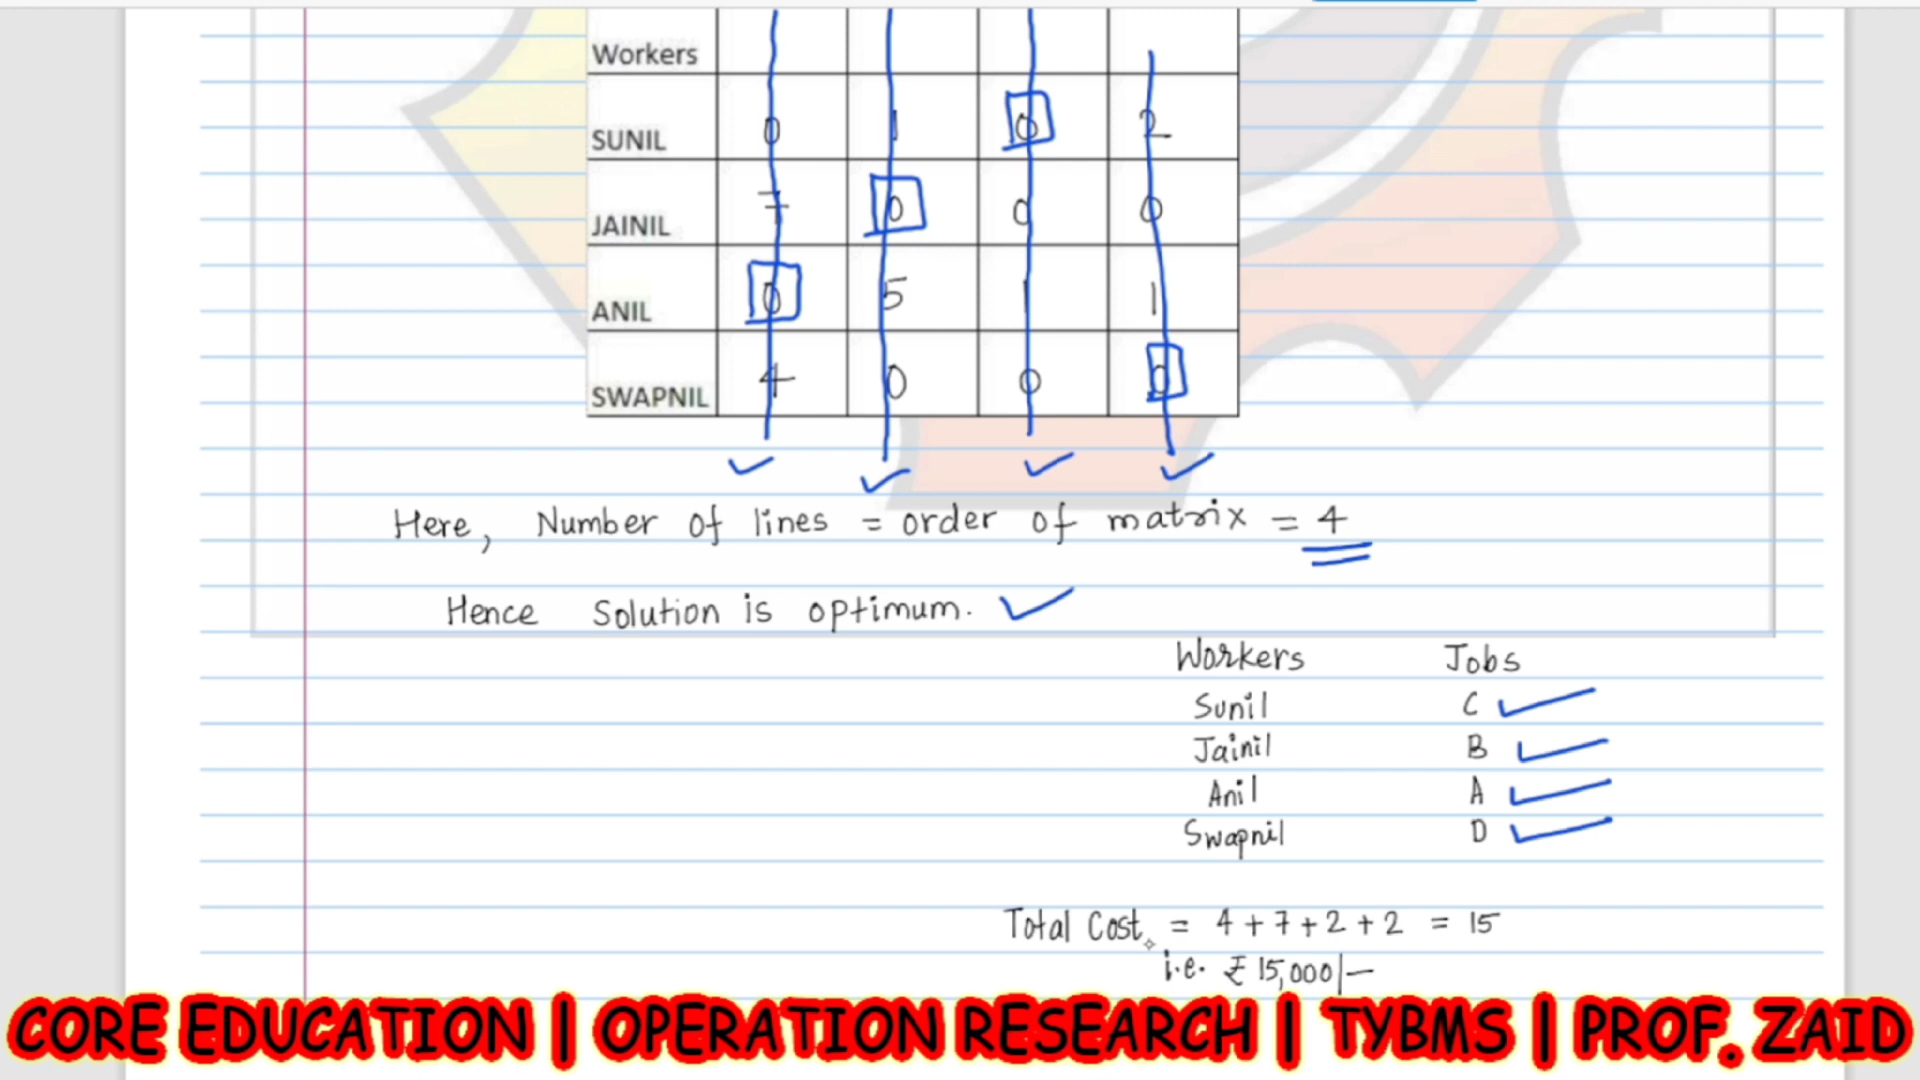 Workers
SUNIL 0 1 0 2
JAINIL 7 0 0 0
ANIL 0 5 1 1
SWAPNIL 4 0 0 0
Here, Number of lines = order of matrix = 4
Hence Solution is optimum.
Workers Jobs
Sunil C
Jainil B
Anil A
Swapnil D
Total Cost = 4 + 7 + 2 + 2 = 15
i.e. ₹ 15,000/-
CORE EDUCATION | OPERATION RESEARCH | TYBMS | PROF. ZAID